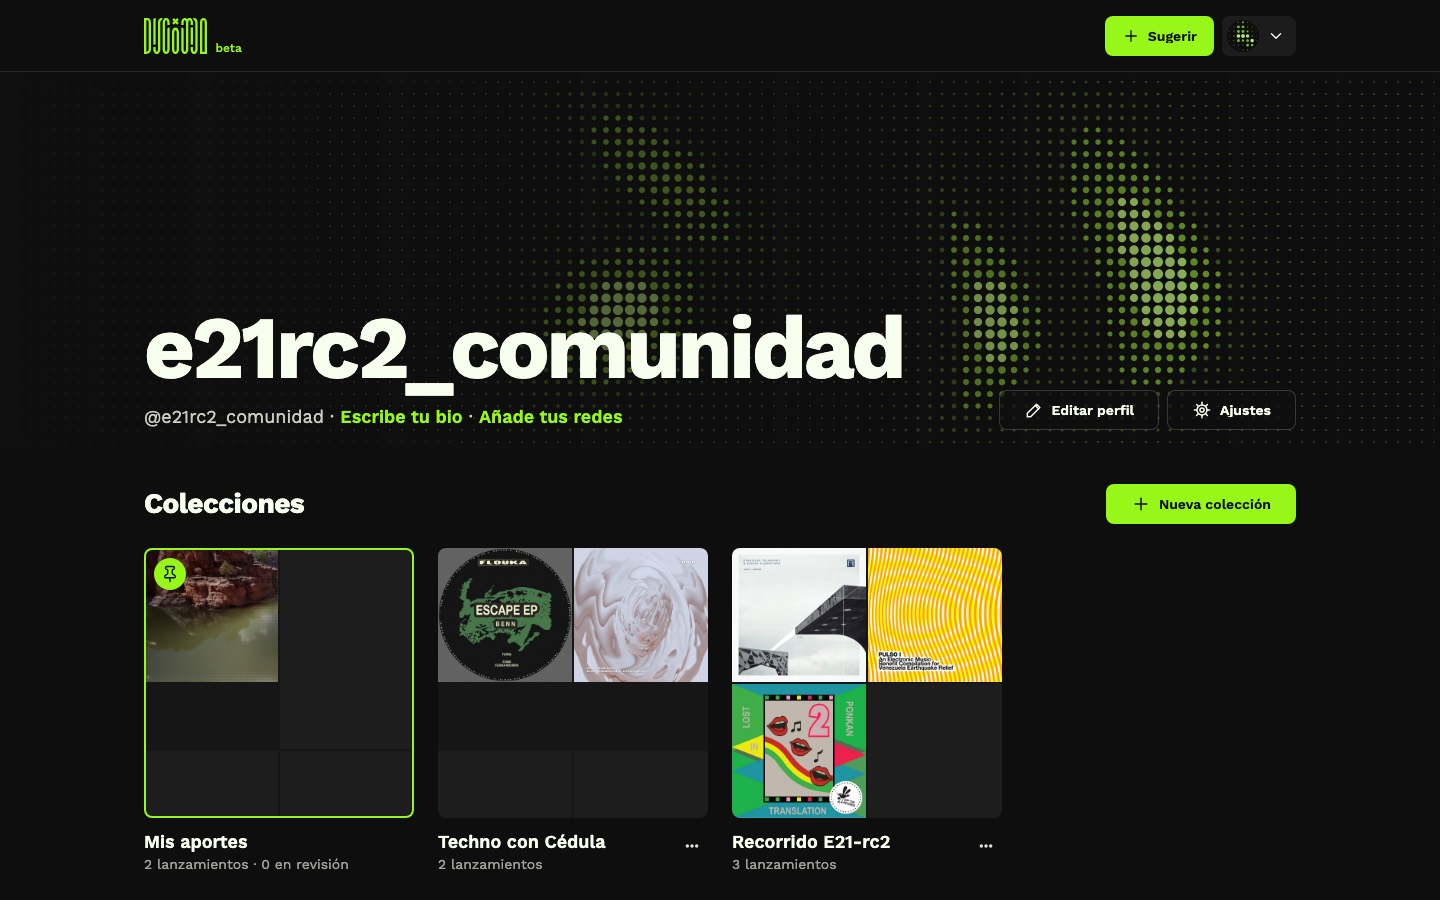 beta
Sugerir
e21rc2_comunidad
@e21rc2_comunidad · Escribe tu bio · Añade tus redes
Editar perfil
Ajustes
Colecciones
Nueva colección
FLOUKA
ESCAPE EP
BENN
PULSO I
An Electronic Music
Benefit Compilation for
Venezuela Earthquake Relief
LOST
IN
2
PONKAN
TRANSLATION
Mis aportes
2 lanzamientos · 0 en revisión
Techno con Cédula
2 lanzamientos
Recorrido E21-rc2
3 lanzamientos